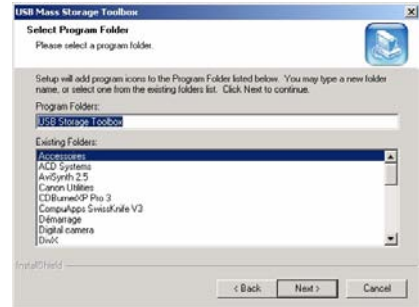 USB Mass Storage Toolbox
Select Program Folder
Please select a program folder.
Setup will add program icons to the Program Folder listed below. You may type a new folder
name, or select one from the existing folders list. Click Next to continue.
Program Folders:
USB Storage Toolbox
Existing Folders:
Accessoires
ACD Systems
AviSynth 2.5
Canon Utilities
CDBurnerXP Pro 3
CompuApps SwissKnife V3
Démarrage
Digital camera
DivX
InstallShield
< Back
Next >
Cancel